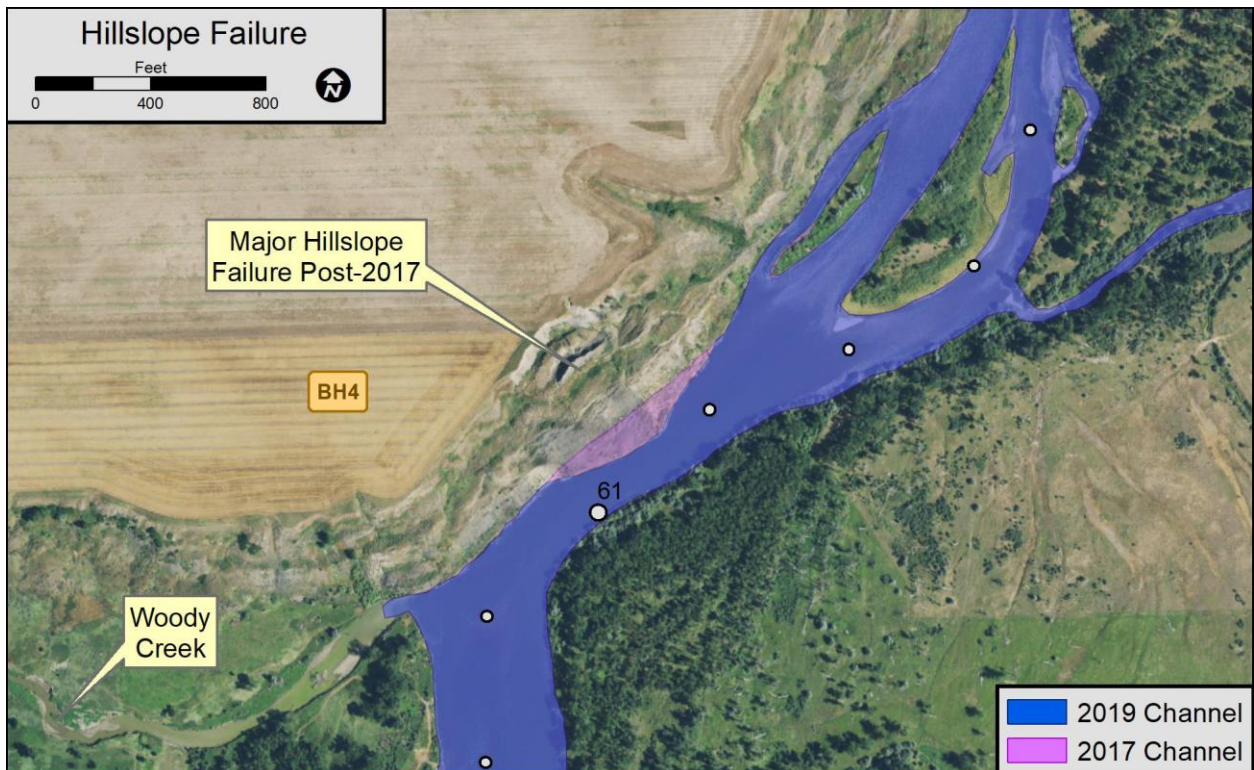 Hillslope Failure
Feet
0 400 800
N
Major Hillslope
Failure Post-2017
BH4
61
Woody
Creek
2019 Channel
2017 Channel